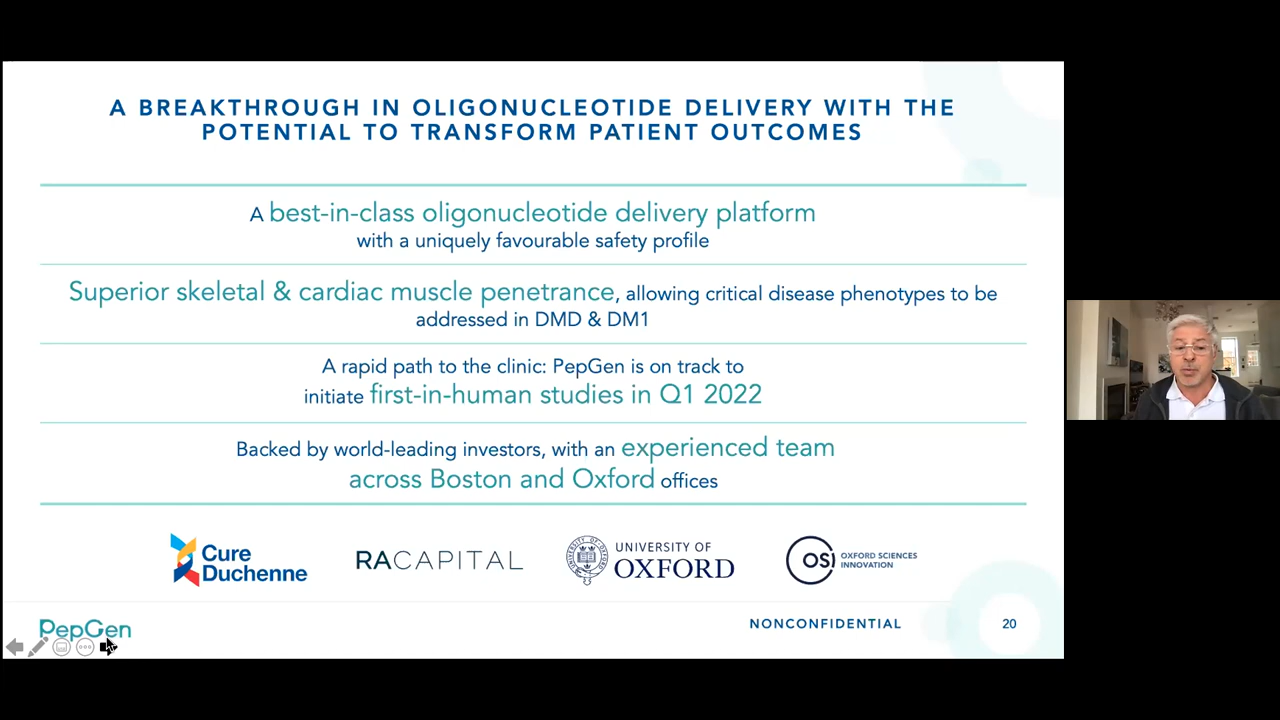 A BREAKTHROUGH IN OLIGONUCLEOTIDE DELIVERY WITH THE
POTENTIAL TO TRANSFORM PATIENT OUTCOMES
A best-in-class oligonucleotide delivery platform
with a uniquely favourable safety profile
Superior skeletal & cardiac muscle penetrance, allowing critical disease phenotypes to be
addressed in DMD & DM1
A rapid path to the clinic: PepGen is on track to
initiate first-in-human studies in Q1 2022
Backed by world-leading investors, with an experienced team
across Boston and Oxford offices
Cure
Duchenne
RACAPITAL
UNIVERSITY OF
OXFORD
OSI
OXFORD SCIENCES
INNOVATION
PepGen
NONCONFIDENTIAL
20